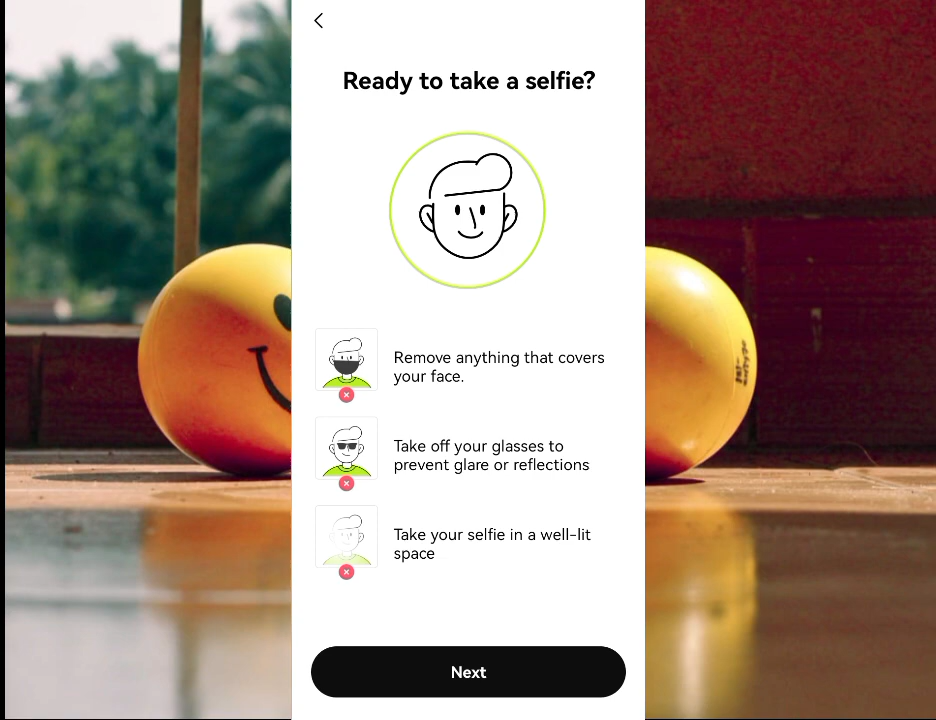 Ready to take a selfie?
Remove anything that covers
your face.
Take off your glasses to
prevent glare or reflections
Take your selfie in a well-lit
space
Next